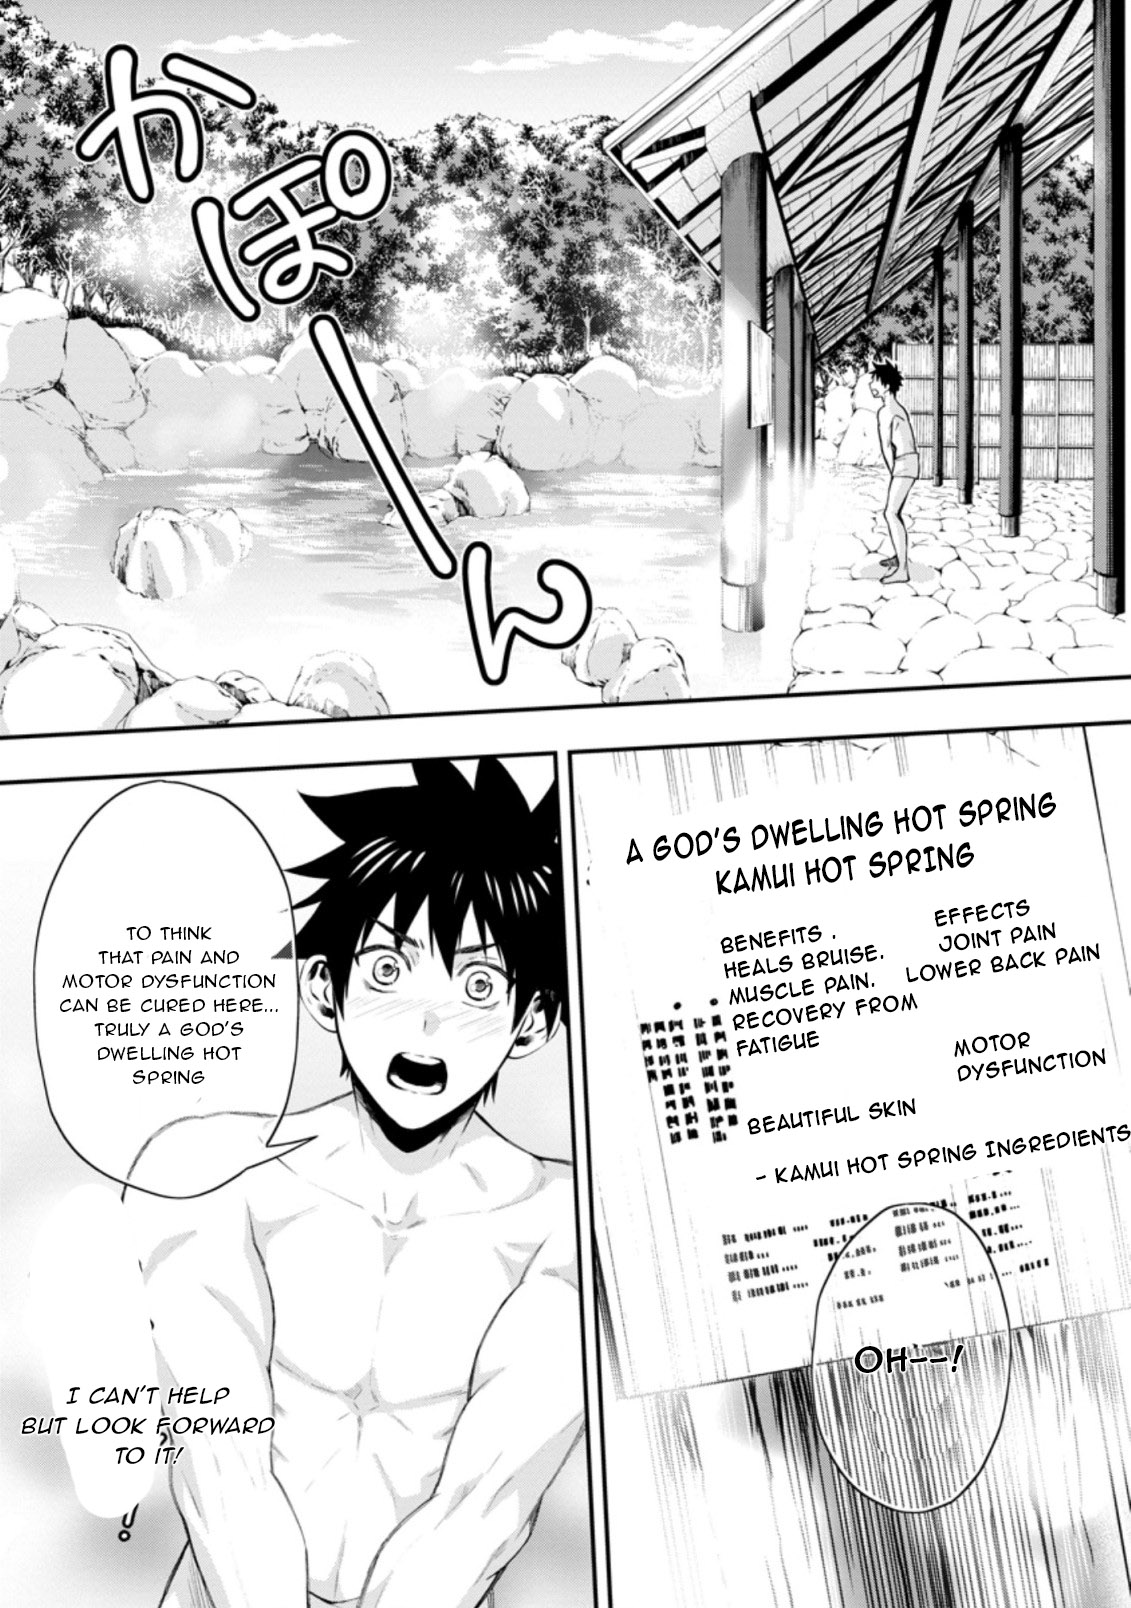 かぽーん
A GOD'S DWELLING HOT SPRING
KAMUI HOT SPRING
BENEFITS .
HEALS BRUISE.
MUSCLE PAIN.
RECOVERY FROM
FATIGUE
EFFECTS
JOINT PAIN
LOWER BACK PAIN
MOTOR
DYSFUNCTION
BEAUTIFUL SKIN
- KAMUI HOT SPRING INGREDIENTS
OH--!
TO THINK
THAT PAIN AND
MOTOR DYSFUNCTION
CAN BE CURED HERE...
TRULY A GOD'S
DWELLING HOT
SPRING
I CAN'T HELP
BUT LOOK FORWARD
TO IT!
!